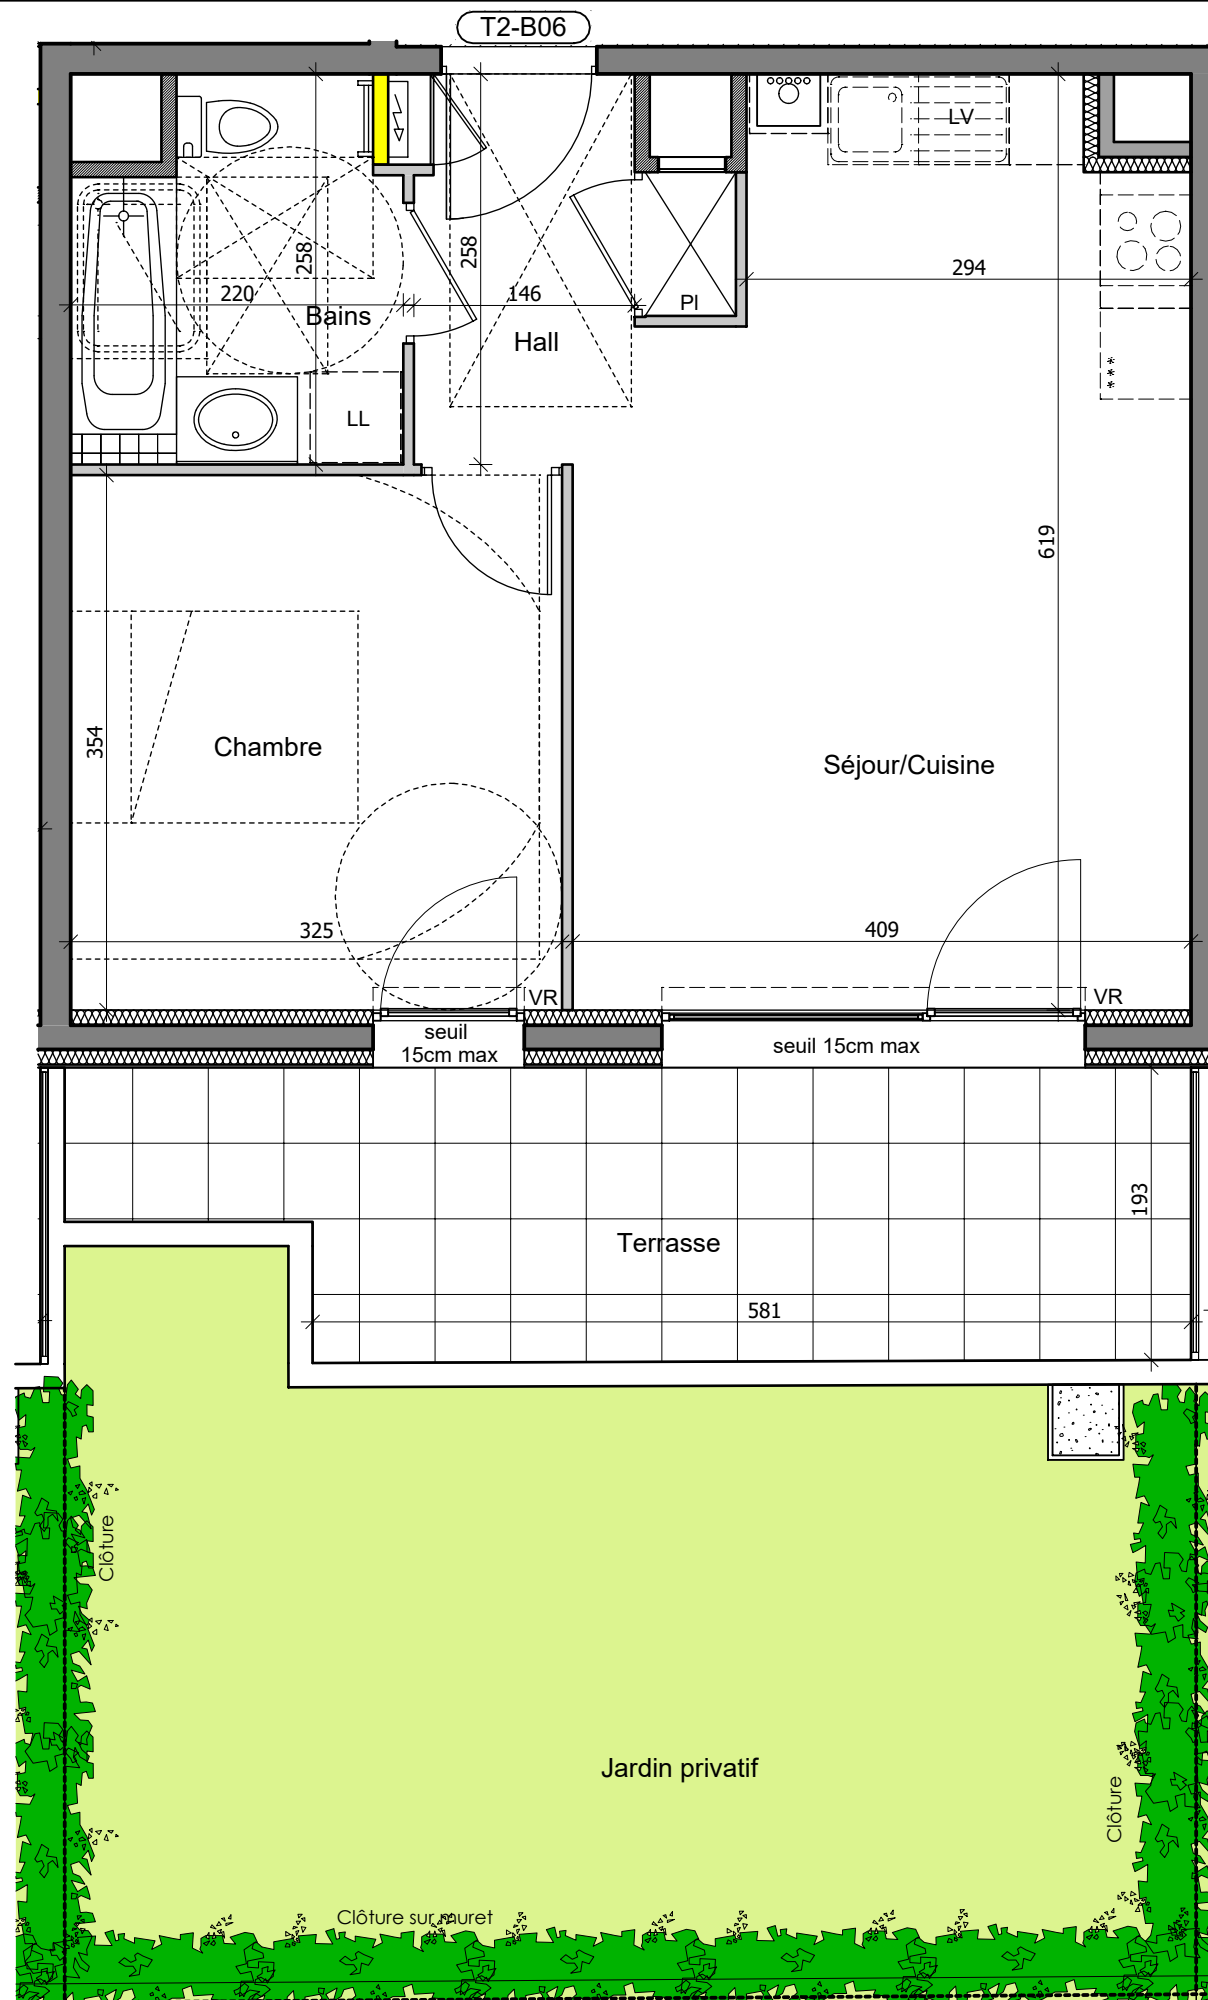 T2-B06
LV
258
258
220
146
294
Bains
Hall
Pl
***
LL
619
354
Chambre
Séjour/Cuisine
325
409
VR
VR
seuil
15cm max
seuil 15cm max
193
Terrasse
581
Clôture
Jardin privatif
Clôture
Clôture sur muret